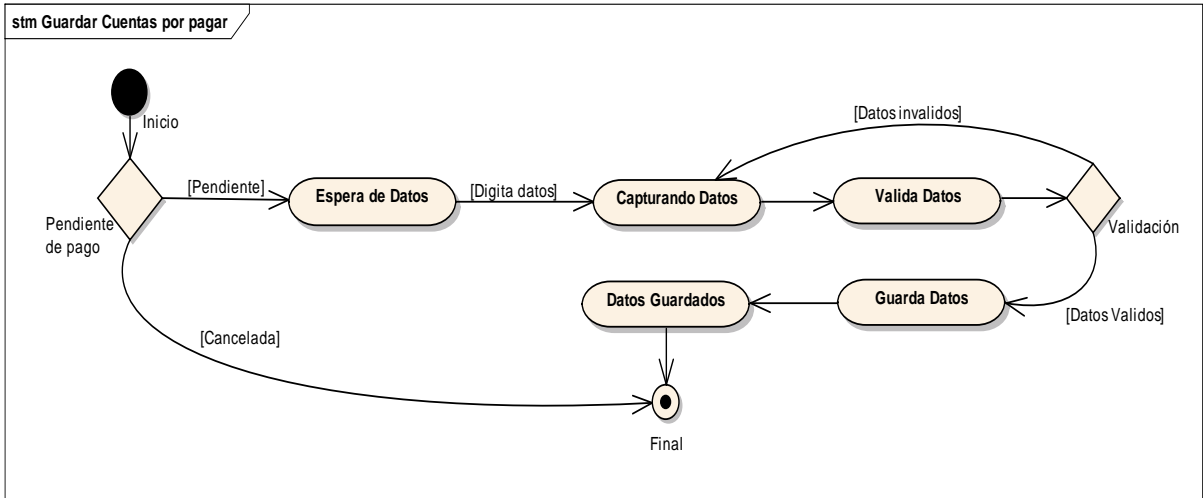 stm Guardar Cuentas por pagar
Inicio
[Datos invalidos]
[Pendiente]
Espera de Datos
[Digita datos]
Capturando Datos
Valida Datos
Pendiente
de pago
Validación
Datos Guardados
Guarda Datos
[Datos Validos]
[Cancelada]
Final